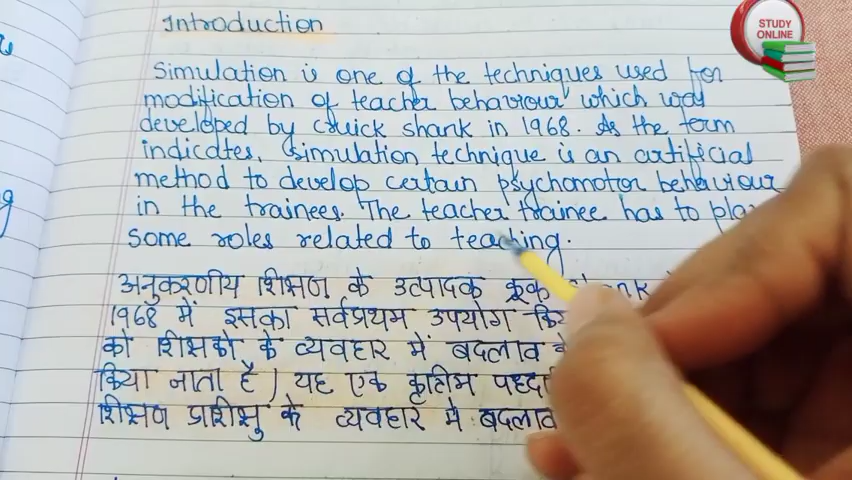 Introduction
STUDY
ONLINE
Simulation is one of the techniques used for
modification of teacher behaviour which was
developed by Cruick shank in 1968. As the term
indicates, simulation technique is an artificial
method to develop certain psychomotor behaviour
in the trainees. The teacher trainee has to
some roles related to teaching.
अनुकरणीय शिक्षण के उत्पादक क्रूक
1968 में इसका सर्वप्रथम उपयोग
को शिक्षको के व्यवहार में बदलाव
किया जाता है। यह एक कृत्रिम
शिक्षण प्राशिक्षु के व्यवहार मे बदलाव